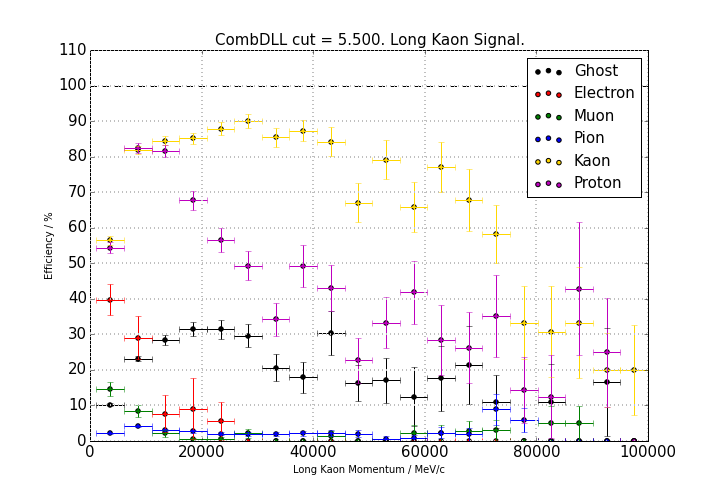 CombDLL cut = 5.500. Long Kaon Signal.
110
100
90
80
70
60
50
40
30
20
10
0
Efficiency / %
Ghost
Electron
Muon
Pion
Kaon
Proton
0 20000 40000 60000 80000 100000
Long Kaon Momentum / MeV/c